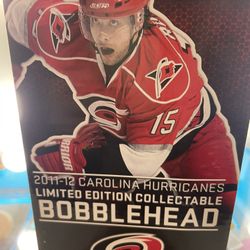 15
2011-12 CAROLINA HURRICANES
LIMITED EDITION COLLECTABLE
BOBBLEHEAD